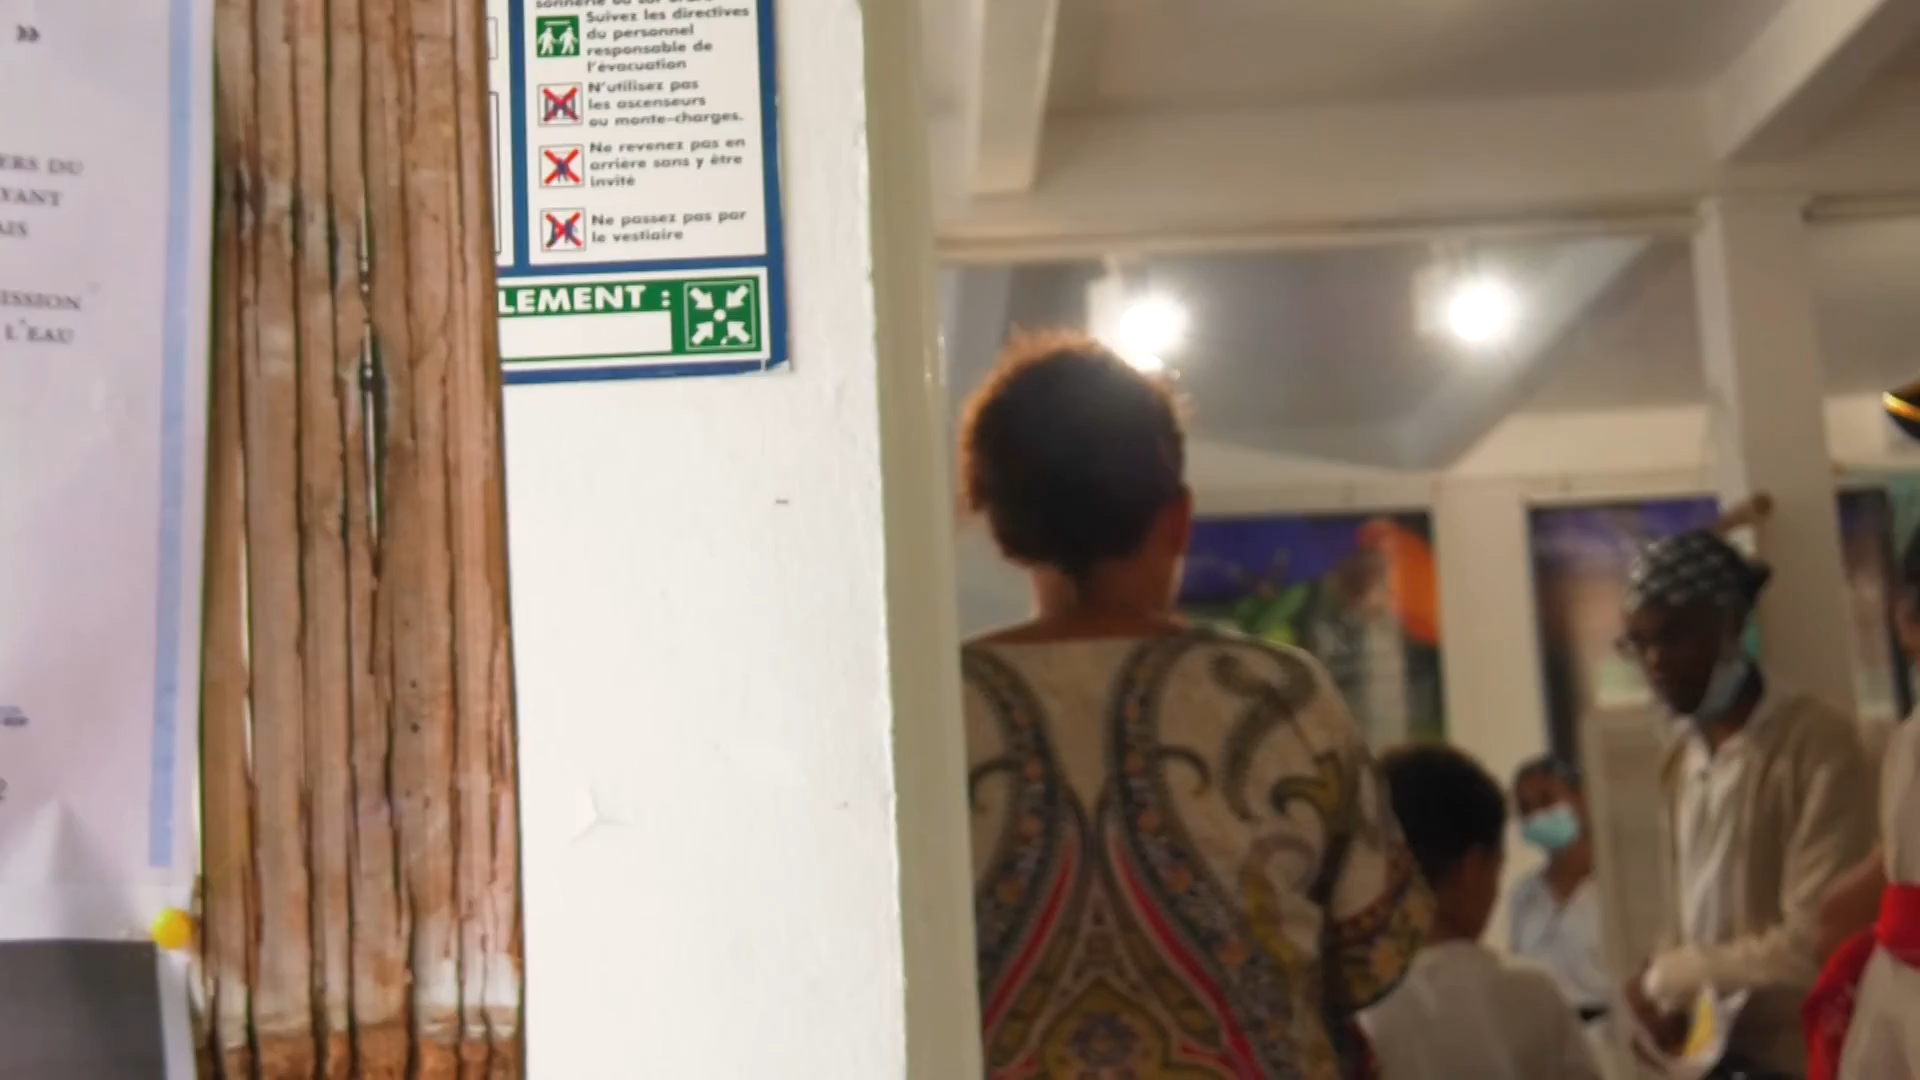 »
ERS DU
YANT
AIS
ISSION
L'EAU
Suivez les directives
du personnel
responsable de
l'évacuation
N'utilisez pas
les ascenseurs
ou monte-charges.
Ne revenez pas en
arrière sans y être
invité
Ne passez pas par
le vestiaire
LEMENT :